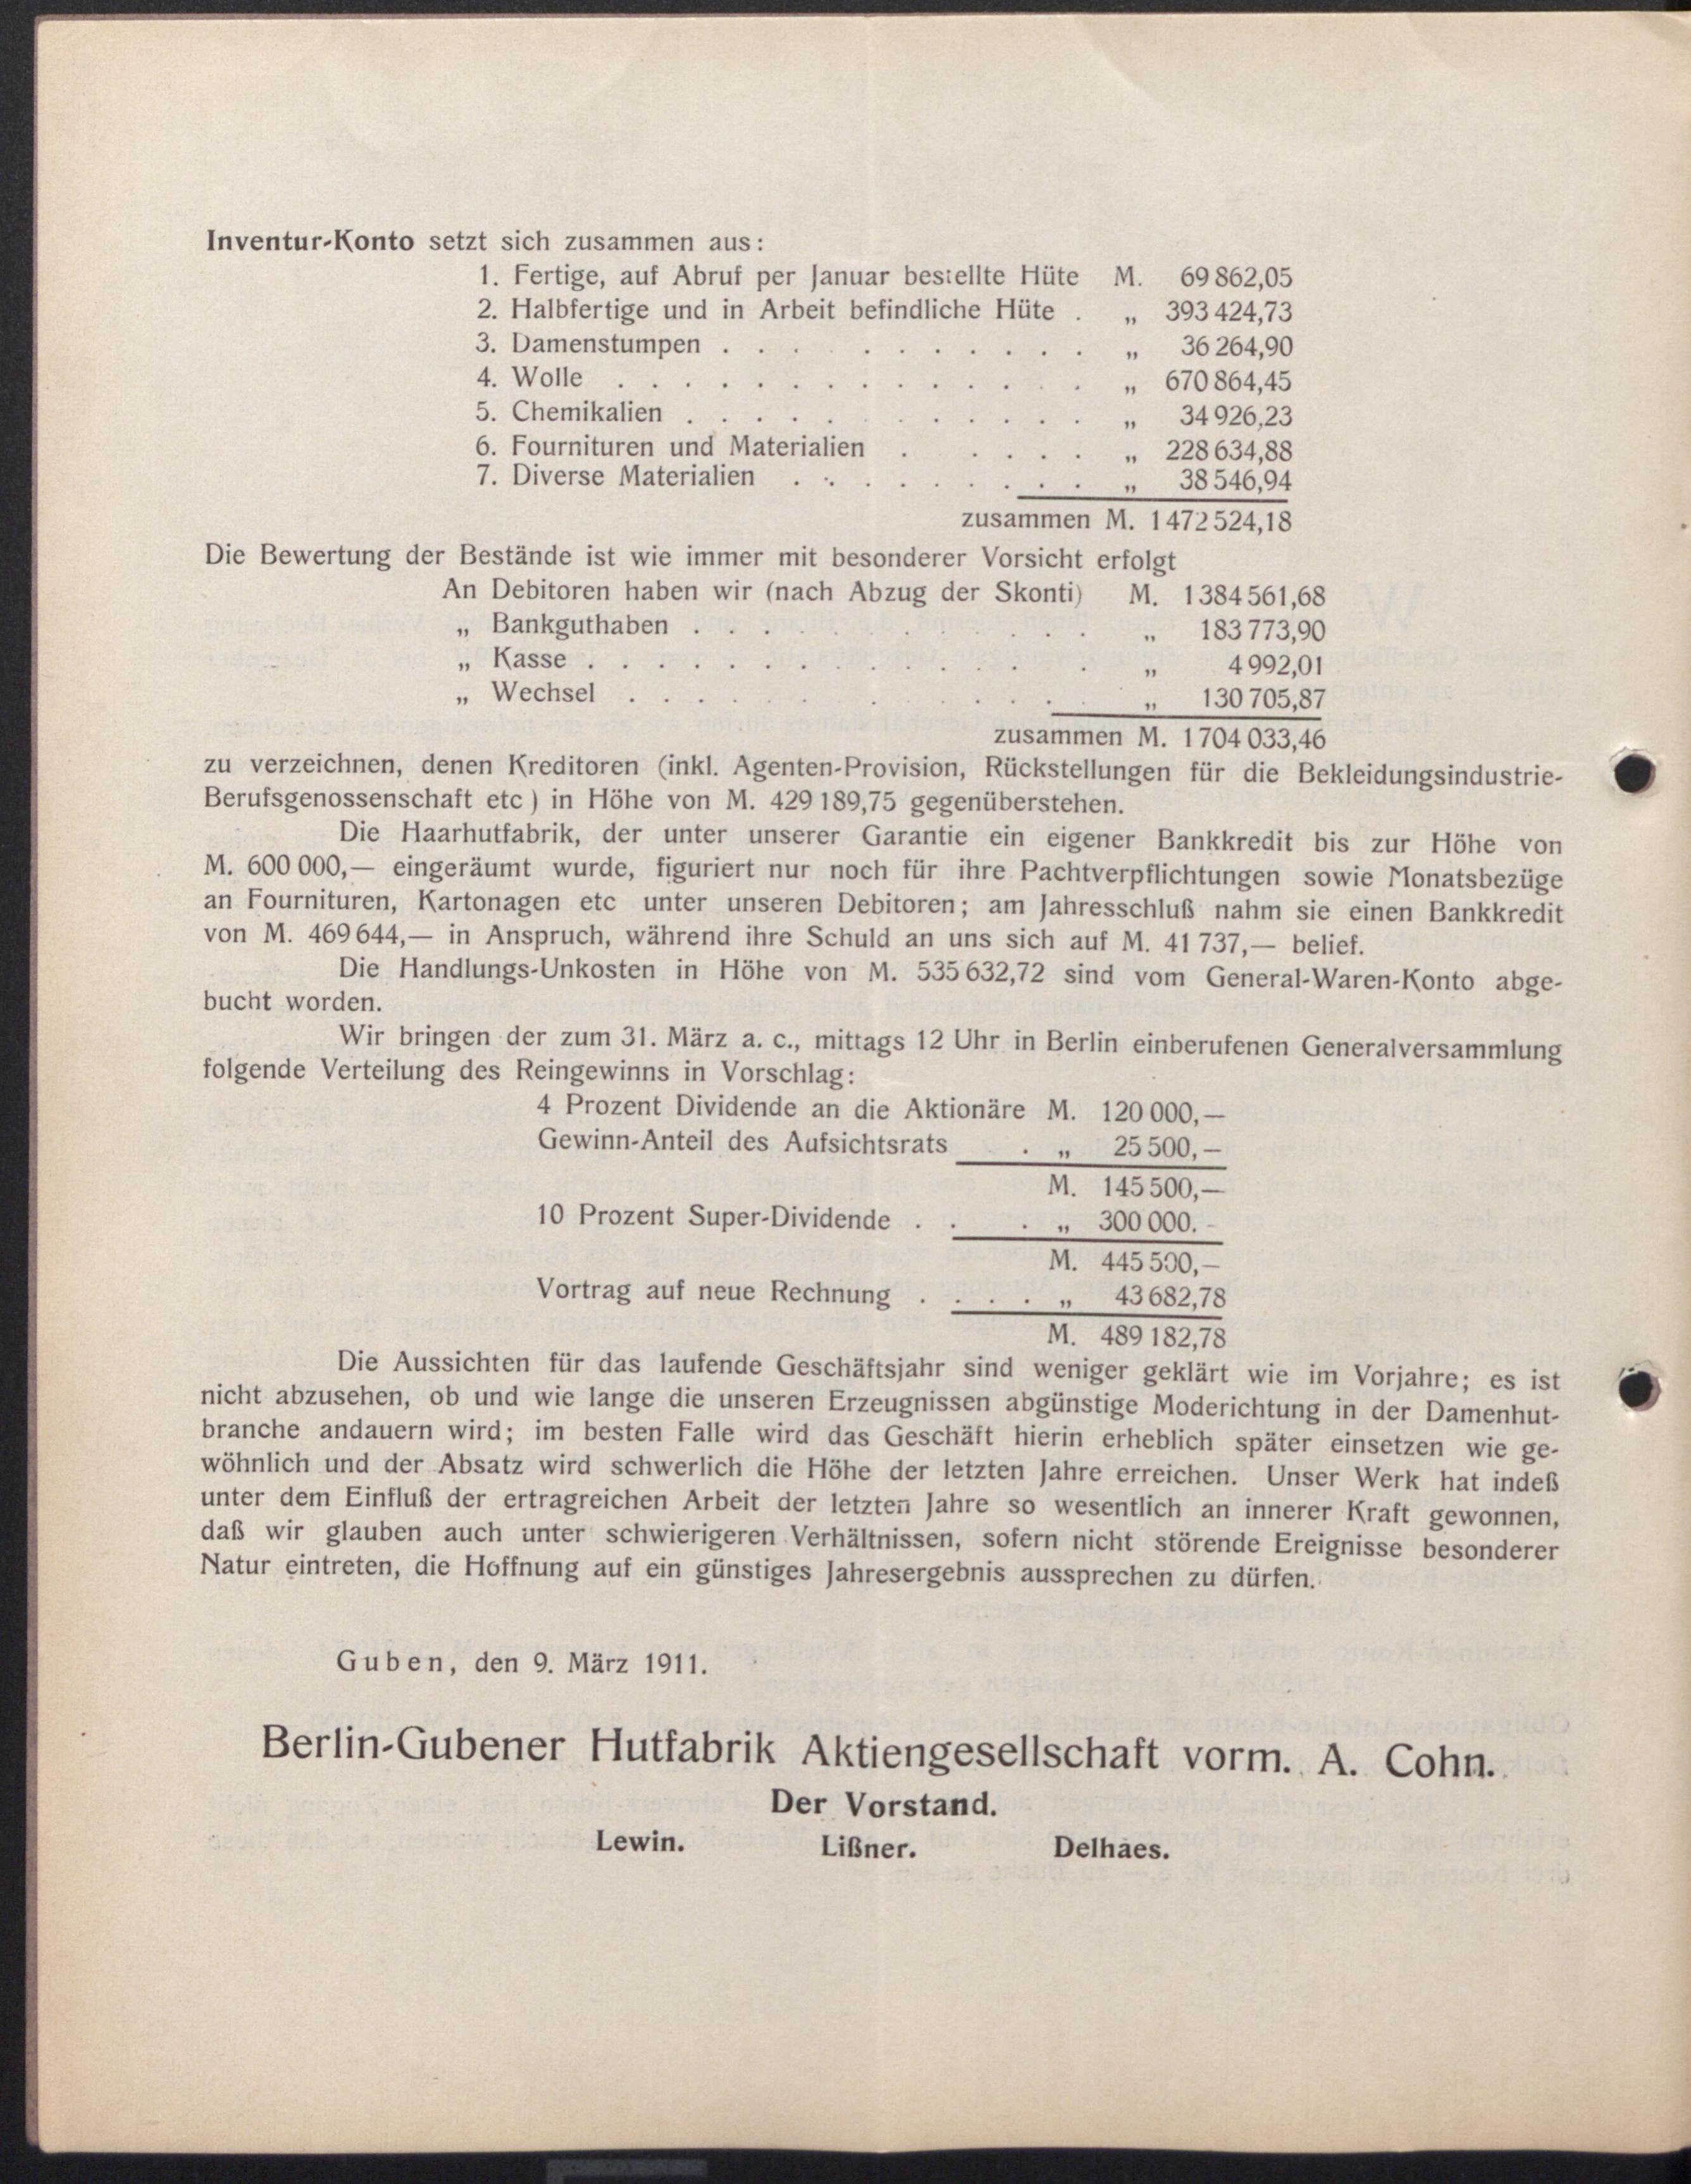 Inventur-Konto setzt sich zusammen aus:
1. Fertige, auf Abruf per Januar bestellte Hüte M. 69 862,05
2. Halbfertige und in Arbeit befindliche Hüte . „ 393 424,73
3. Damenstumpen . . . . . . . . . . . „ 36 264,90
4. Wolle . . . . . . . . . . . . . . „ 670 864,45
5. Chemikalien . . . . . . . . . . . . „ 34 926,23
6. Fournituren und Materialien . . . . . „ 228 634,88
7. Diverse Materialien . . . . . . . . . „ 38 546,94
zusammen M. 1 472 524,18
Die Bewertung der Bestände ist wie immer mit besonderer Vorsicht erfolgt
An Debitoren haben wir (nach Abzug der Skonti) M. 1 384 561,68
„ Bankguthaben . . . . . . . . . . . . „ 183 773,90
„ Kasse . . . . . . . . . . . . . . „ 4 992,01
„ Wechsel . . . . . . . . . . . . . „ 130 705,87
zusammen M. 1 704 033,46
zu verzeichnen, denen Kreditoren (inkl. Agenten-Provision, Rückstellungen für die Bekleidungsindustrie-
Berufsgenossenschaft etc) in Höhe von M. 429 189,75 gegenüberstehen.
Die Haarhutfabrik, der unter unserer Garantie ein eigener Bankkredit bis zur Höhe von
M. 600 000,— eingeräumt wurde, figuriert nur noch für ihre Pachtverpflichtungen sowie Monatsbezüge
an Fournituren, Kartonagen etc unter unseren Debitoren; am Jahresschluß nahm sie einen Bankkredit
von M. 469 644,— in Anspruch, während ihre Schuld an uns sich auf M. 41 737,— belief.
Die Handlungs-Unkosten in Höhe von M. 535 632,72 sind vom General-Waren-Konto abge-
bucht worden.
Wir bringen der zum 31. März a. c., mittags 12 Uhr in Berlin einberufenen Generalversammlung
folgende Verteilung des Reingewinns in Vorschlag:
4 Prozent Dividende an die Aktionäre M. 120 000,—
Gewinn-Anteil des Aufsichtsrats . „ 25 500,—
M. 145 500,—
10 Prozent Super-Dividende . . . „ 300 000.-
M. 445 500,—
Vortrag auf neue Rechnung . . . . „ 43 682,78
M. 489 182,78
Die Aussichten für das laufende Geschäftsjahr sind weniger geklärt wie im Vorjahre; es ist
nicht abzusehen, ob und wie lange die unseren Erzeugnissen abgünstige Moderichtung in der Damenhut-
branche andauern wird; im besten Falle wird das Geschäft hierin erheblich später einsetzen wie ge-
wöhnlich und der Absatz wird schwerlich die Höhe der letzten Jahre erreichen. Unser Werk hat indeß
unter dem Einfluß der ertragreichen Arbeit der letzten Jahre so wesentlich an innerer Kraft gewonnen,
daß wir glauben auch unter schwierigeren Verhältnissen, sofern nicht störende Ereignisse besonderer
Natur eintreten, die Hoffnung auf ein günstiges Jahresergebnis aussprechen zu dürfen.
Guben, den 9. März 1911.
Berlin-Gubener Hutfabrik Aktiengesellschaft vorm. A. Cohn.
Der Vorstand.
Lewin. Lißner. Delhaes.